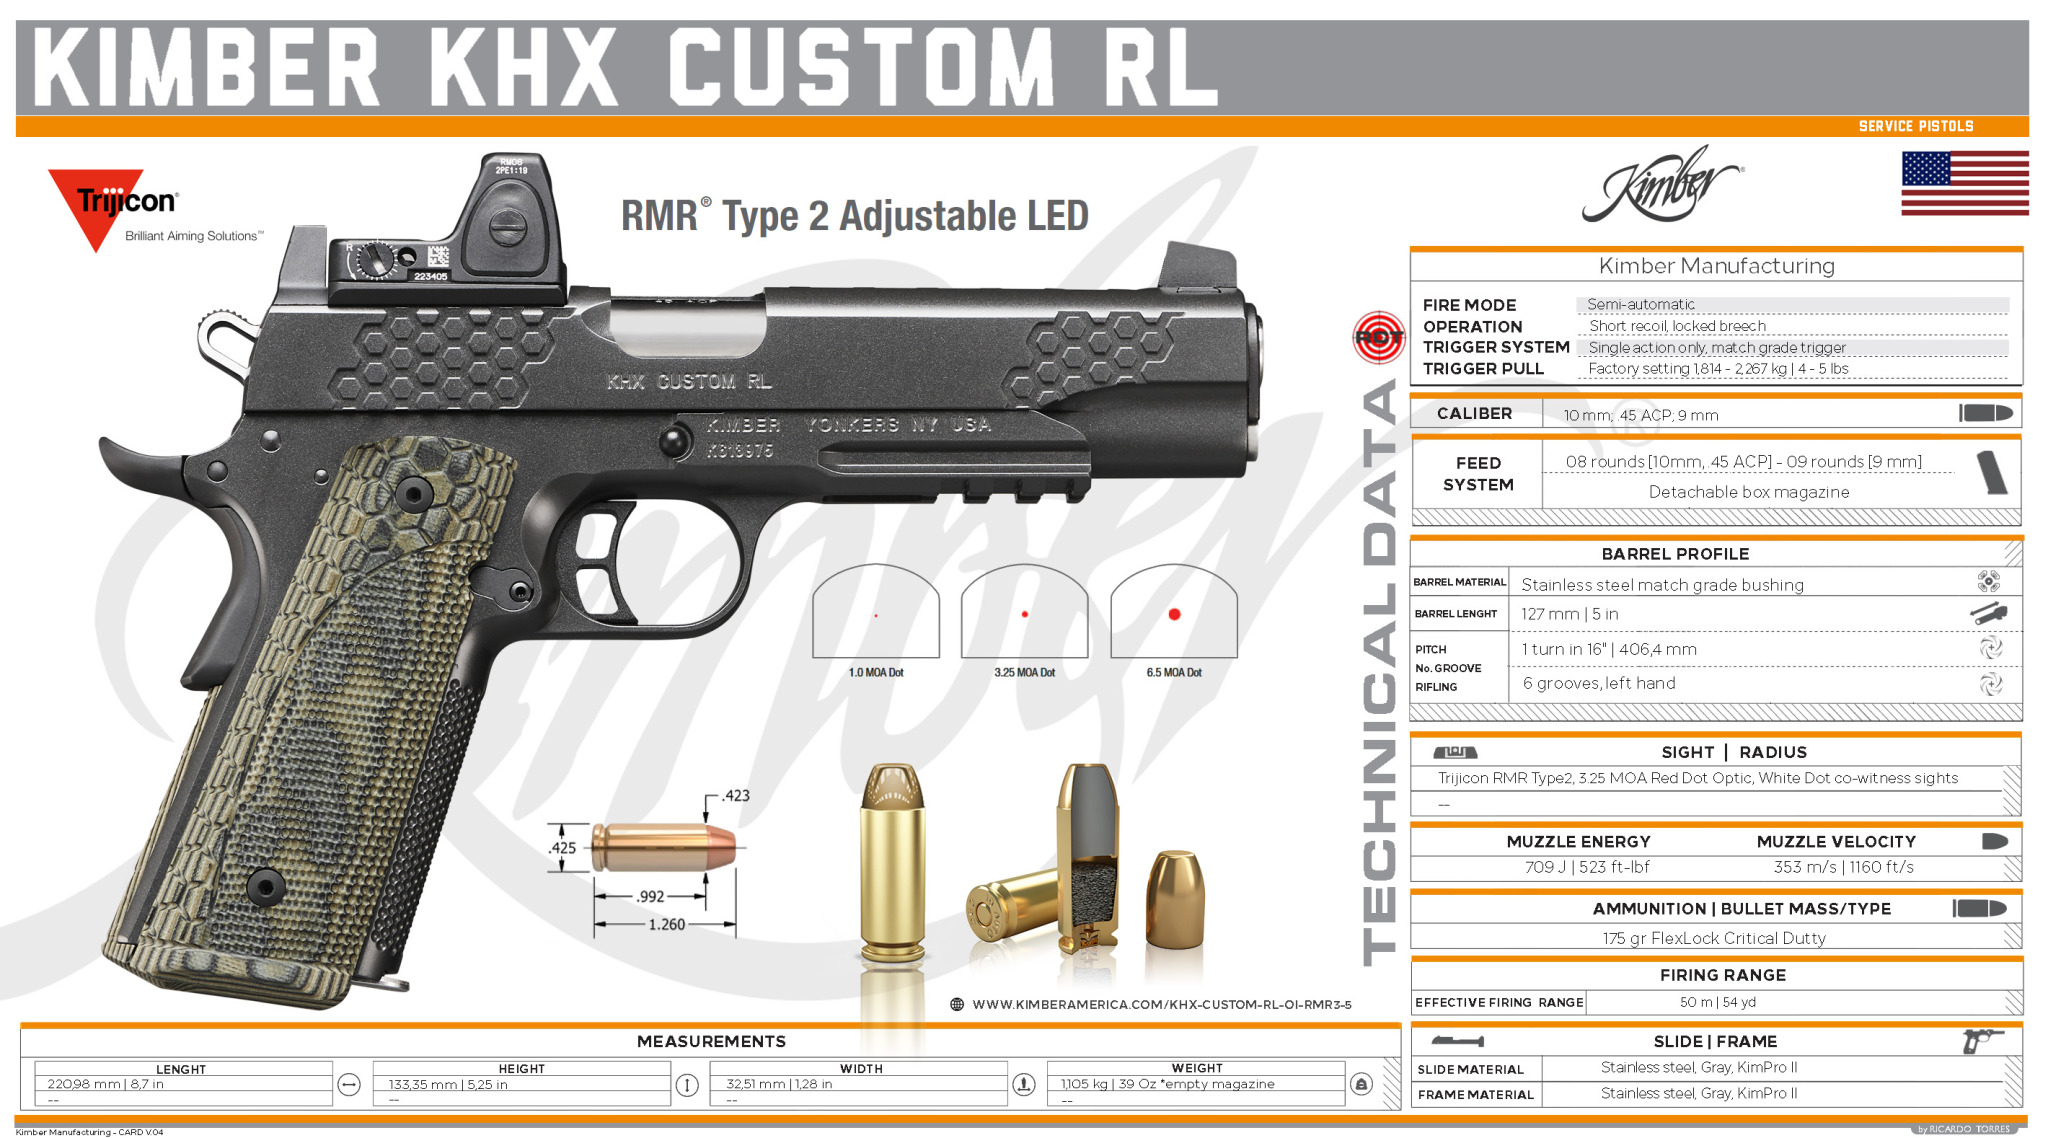 KIMBER KHX CUSTOM RL
SERVICE PISTOLS
Trijicon®
Brilliant Aiming Solutions™
RM06
2PE1:19
R
223405
RMR® Type 2 Adjustable LED
Kimber®
KHX CUSTOM RL
KIMBER YONKERS NY USA
K613975
1.0 MOA Dot
3.25 MOA Dot
6.5 MOA Dot
.423
.425
.992
1.260
WWW.KIMBERAMERICA.COM/KHX-CUSTOM-RL-OI-RMR3-5
RDT
TECHNICAL DATA
Kimber Manufacturing
FIRE MODE Semi-automatic
OPERATION Short recoil, locked breech
TRIGGER SYSTEM Single action only, match grade trigger
TRIGGER PULL Factory setting 1,814 - 2,267 kg | 4 - 5 lbs
CALIBER 10 mm; .45 ACP; 9 mm
FEED SYSTEM
08 rounds [10mm, .45 ACP] - 09 rounds [9 mm]
Detachable box magazine
BARREL PROFILE
BARREL MATERIAL Stainless steel match grade bushing
BARREL LENGHT 127 mm | 5 in
PITCH 1 turn in 16" | 406,4 mm
No. GROOVE
RIFLING 6 grooves, left hand
SIGHT | RADIUS
Trijicon RMR Type2, 3.25 MOA Red Dot Optic, White Dot co-witness sights
--
MUZZLE ENERGY MUZZLE VELOCITY
709 J | 523 ft-lbf 353 m/s | 1160 ft/s
AMMUNITION | BULLET MASS/TYPE
175 gr FlexLock Critical Dutty
FIRING RANGE
EFFECTIVE FIRING RANGE 50 m | 54 yd
SLIDE | FRAME
SLIDE MATERIAL Stainless steel, Gray, KimPro II
FRAME MATERIAL Stainless steel, Gray, KimPro II
MEASUREMENTS
LENGHT HEIGHT WIDTH WEIGHT
220,98 mm | 8,7 in 133,35 mm | 5,25 in 32,51 mm | 1,28 in 1,105 kg | 39 Oz *empty magazine
-- -- -- --
Kimber Manufacturing - CARD V.04
by RICARDO TORRES